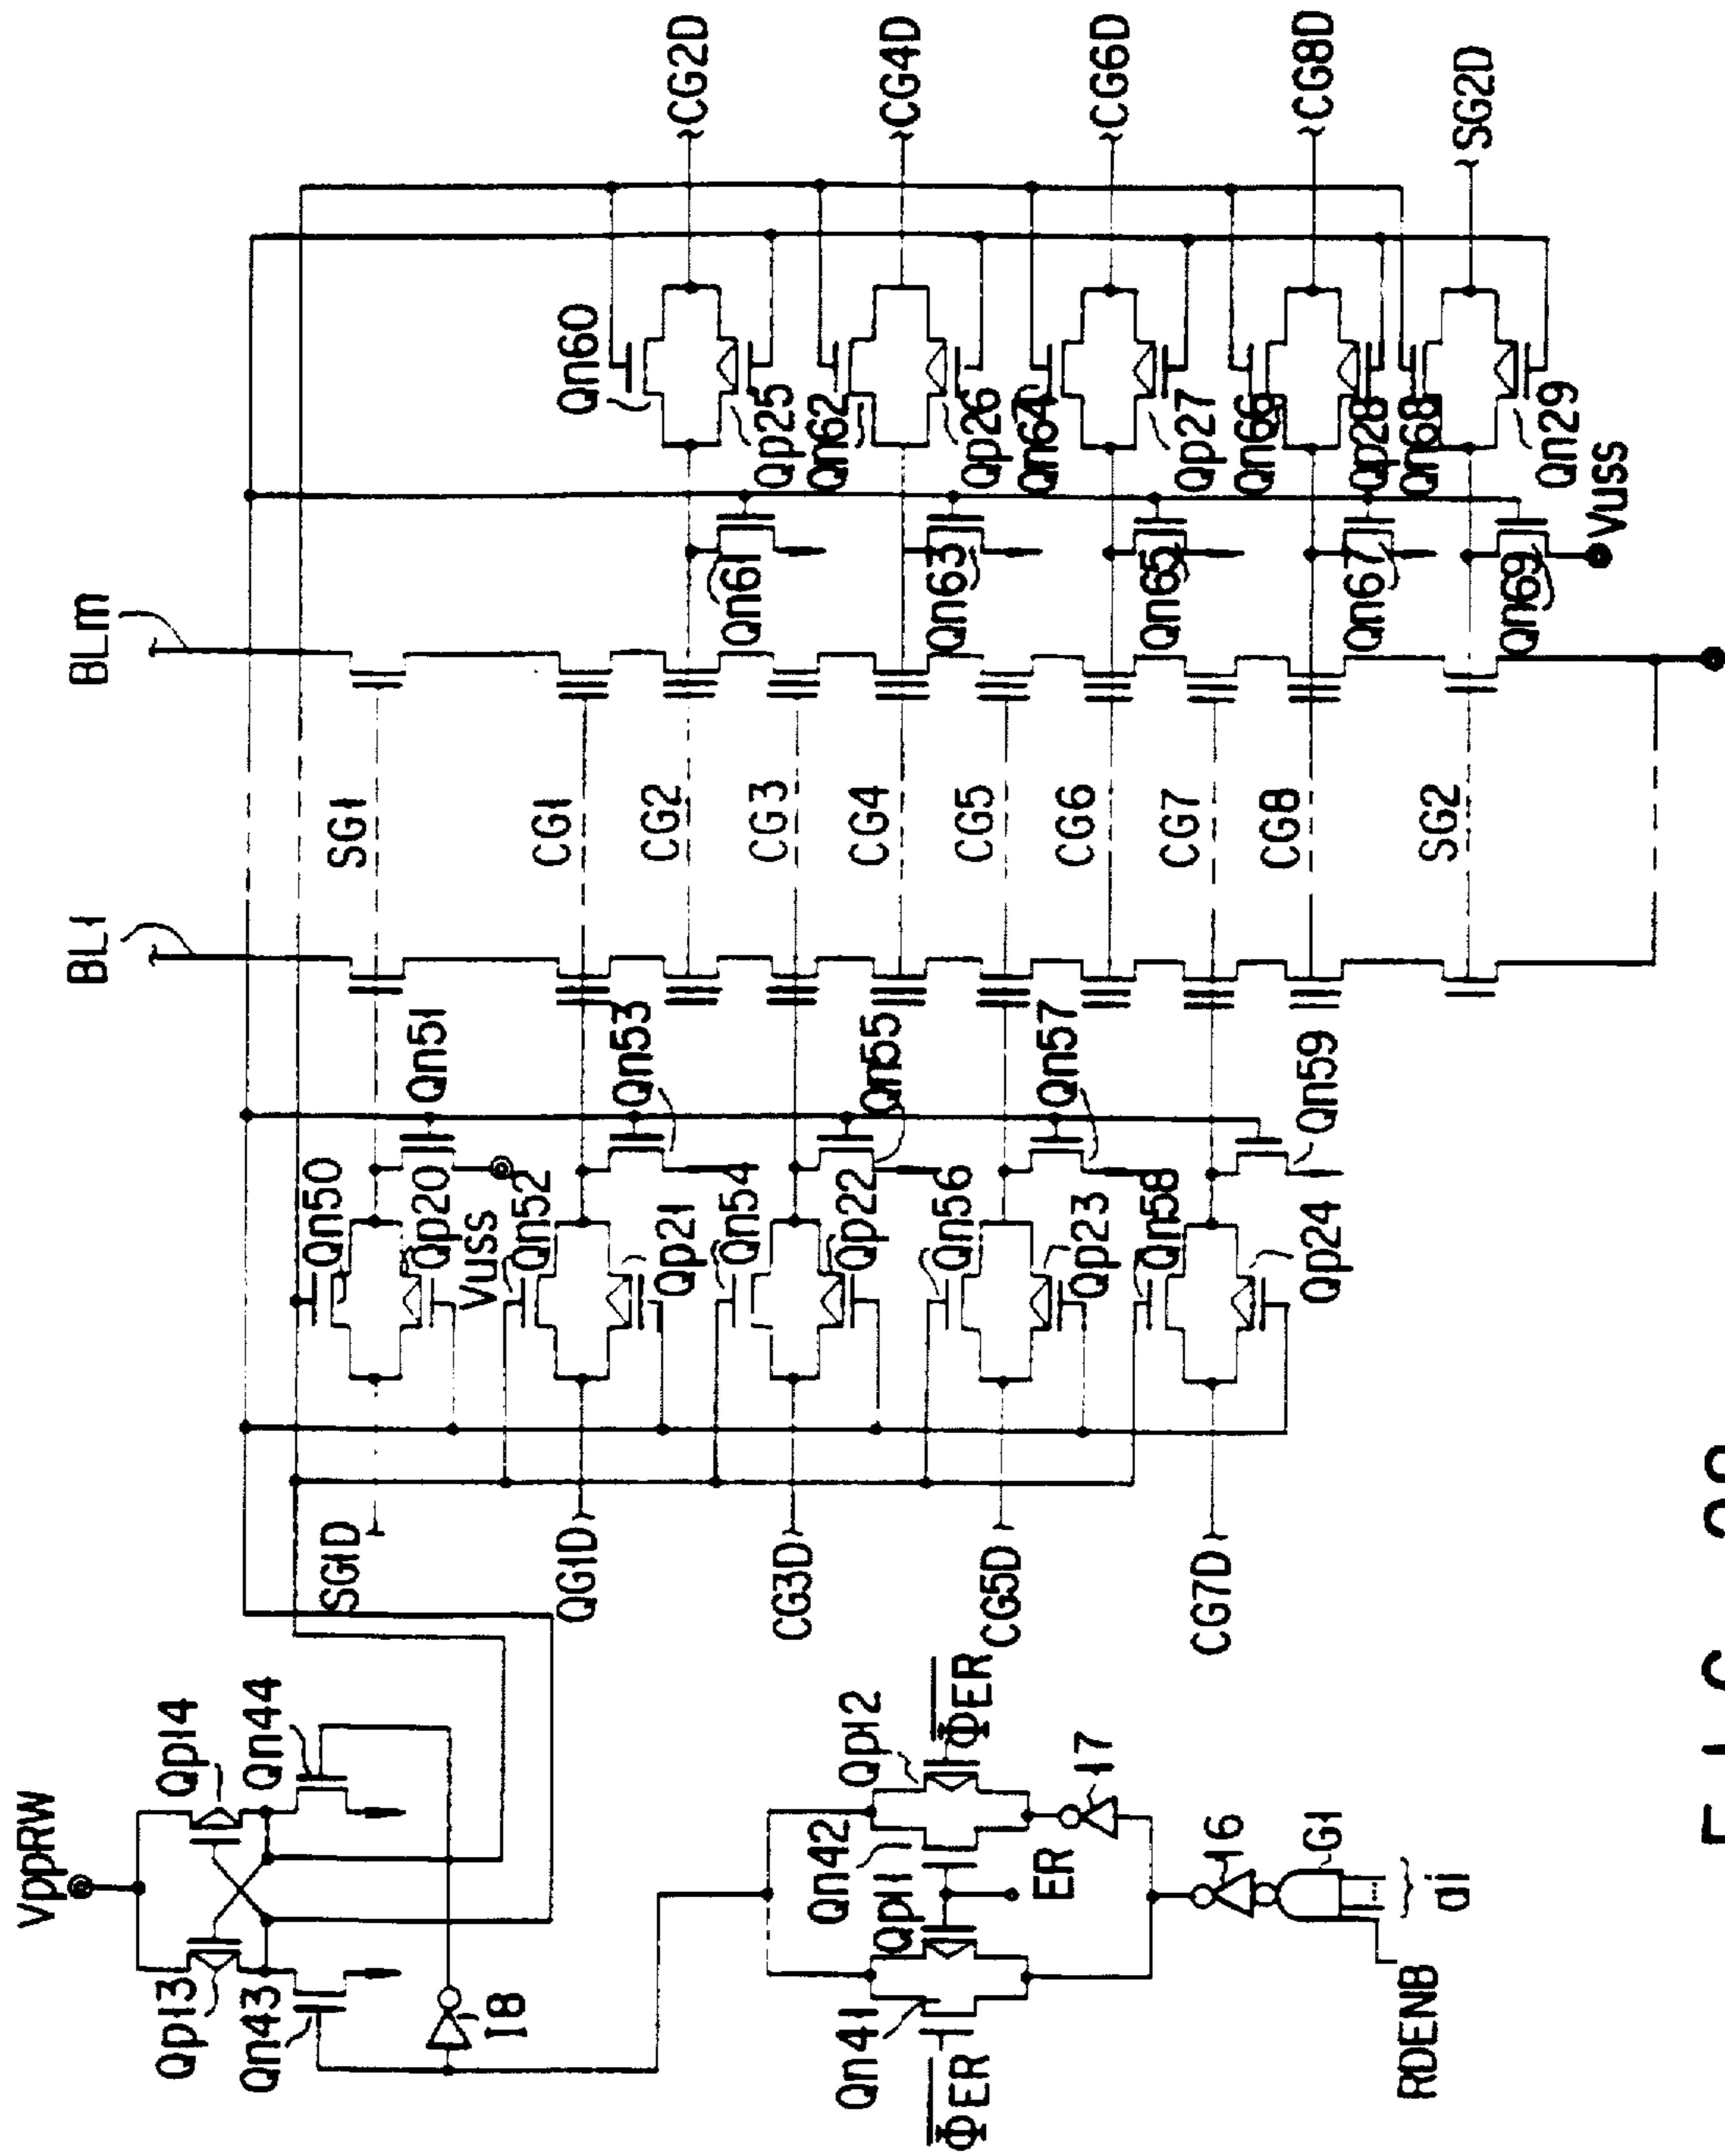 VppRW
Qp13
Qp14
Qn43
Qn44
I8
Qn41
Qp11
Qn42
Qp12
ΦER
ER
ΦER
I7
I6
G1
RDENB
ai
BL1
BLm
SG1D
QG1D
CG3D
CG5D
CG7D
Qn50
Qp20
Vuss
Qn51
Qn52
Qp21
Qn53
Qn54
Qp22
Qn55
Qn56
Qp23
Qn57
Qn58
Qp24
Qn59
SG1
CG1
CG2
CG3
CG4
CG5
CG6
CG7
CG8
SG2
Qn60
Qp25
Qn61
Qn62
Qp26
Qn63
Qn64
Qp27
Qn65
Qn66
Qp28
Qn67
Qn68
Qn29
Qn69
Vuss
CG2D
CG4D
CG6D
CG8D
SG2D